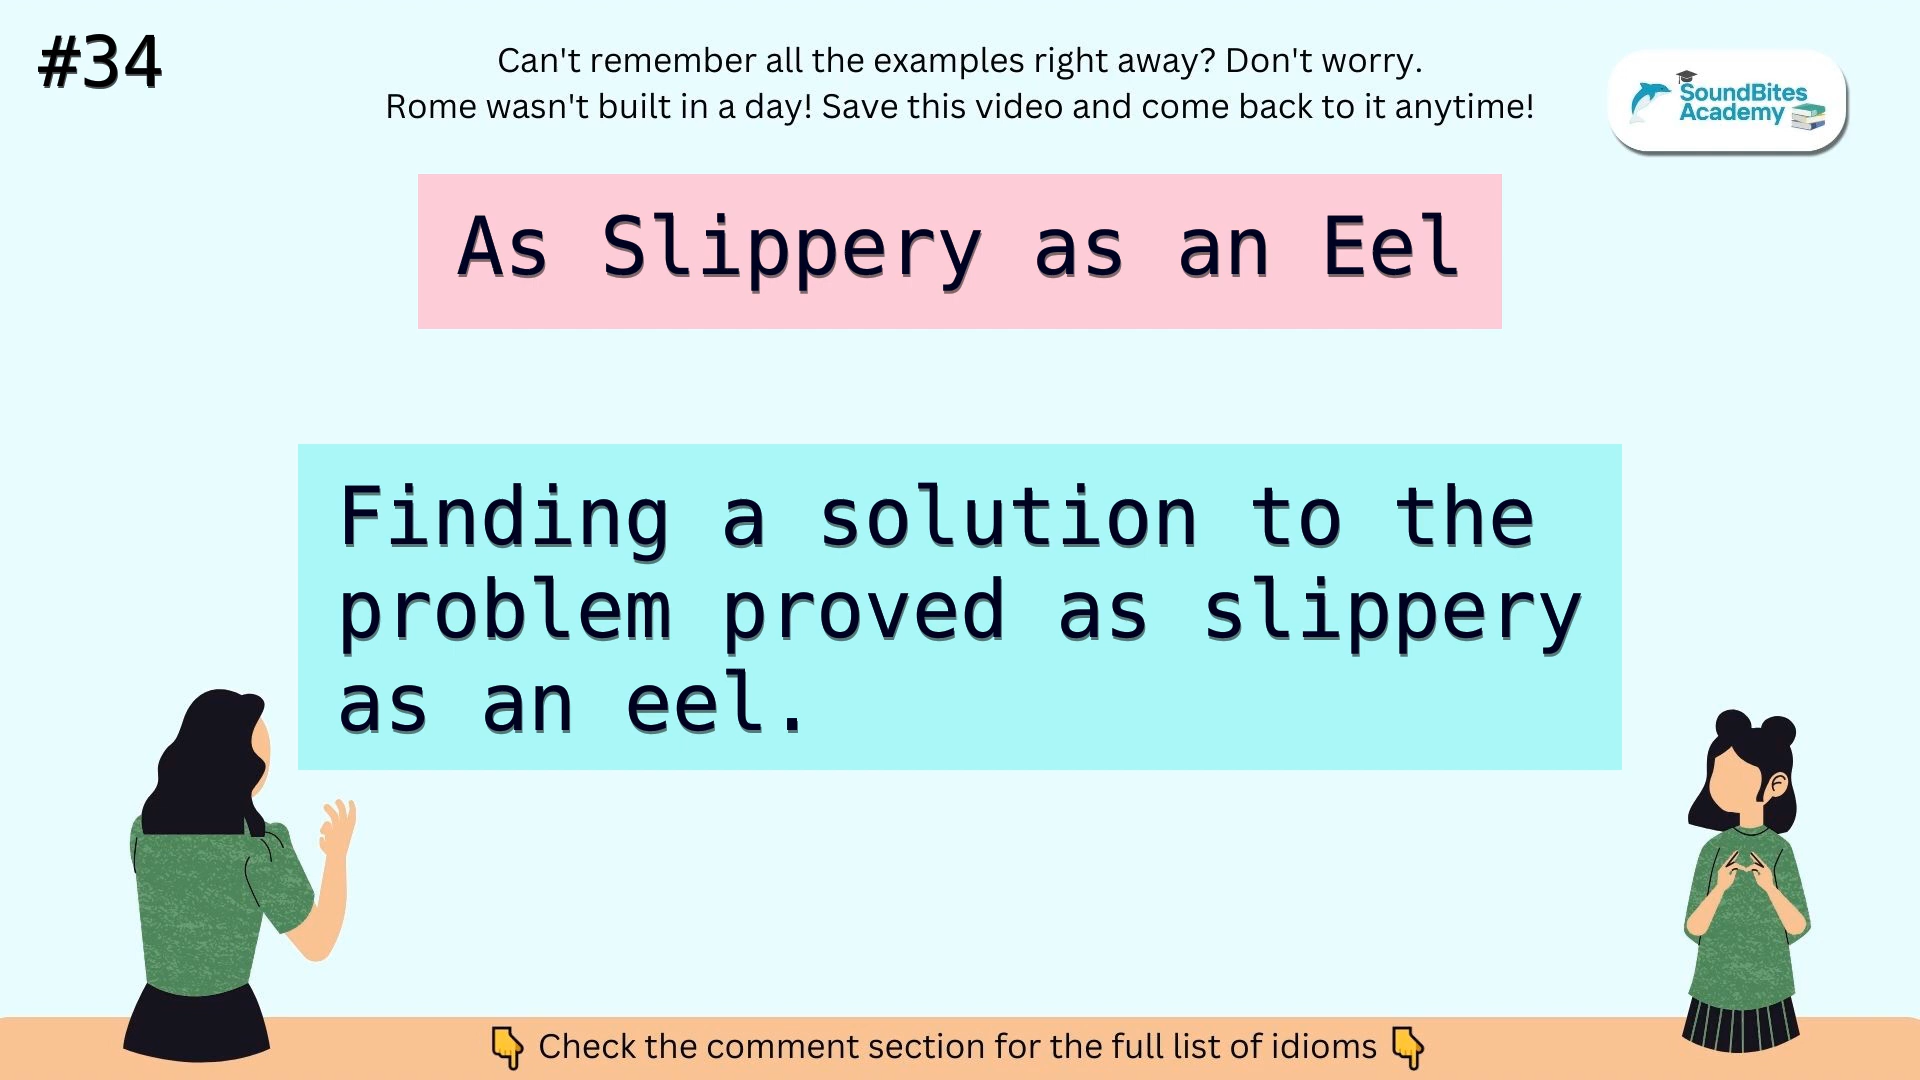 #34
Can't remember all the examples right away? Don't worry.
Rome wasn't built in a day! Save this video and come back to it anytime!
SoundBites
Academy
As Slippery as an Eel
Finding a solution to the
problem proved as slippery
as an eel.
👇 Check the comment section for the full list of idioms 👇